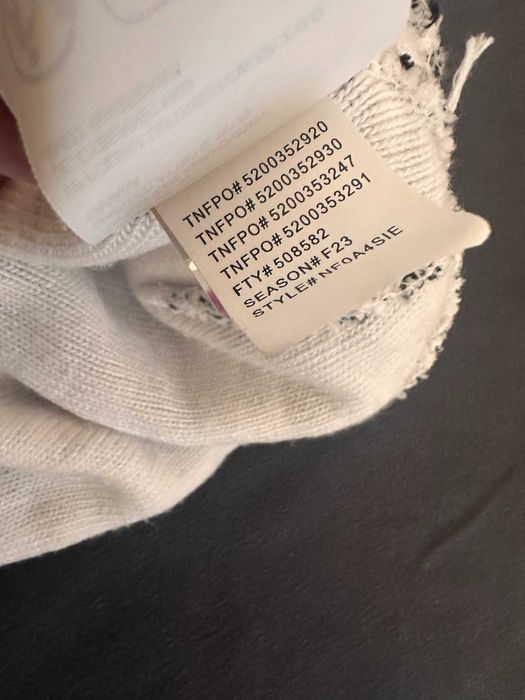 TNFPO# 5200352920
TNFPO# 5200352930
TNFPO# 5200353247
TNFPO# 5200353291
FTY# 508582
SEASON# F23
STYLE# NF0A4SIE